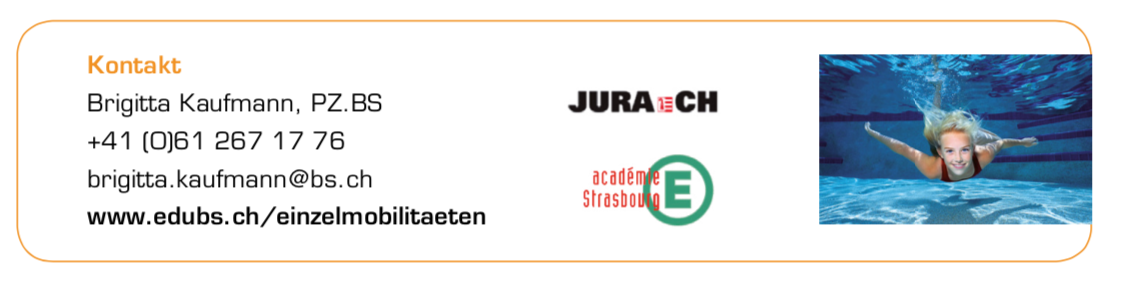 Kontakt
Brigitta Kaufmann, PZ.BS
+41 (0)61 267 17 76
brigitta.kaufmann@bs.ch
www.edubs.ch/einzelmobilitaeten
JURA CH
académie
Strasbourg
E